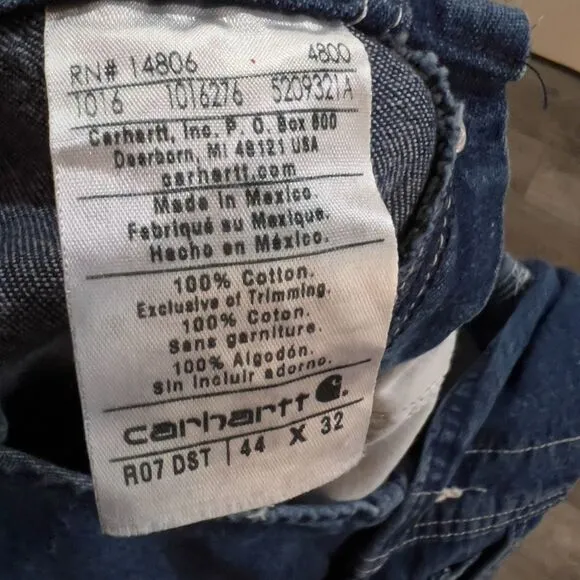 RN# 14806 4800
1016 1016276 5209321A
Carhartt, Inc. P. O. Box 600
Dearborn, MI 48121 USA
carhartt.com
Made in Mexico.
Fabriqué au Mexique.
Hecho en México.
100% Cotton.
Exclusive of Trimming.
100% Coton.
Sans garniture.
100% Algodón.
Sin incluir adorno.
carhartt
R07 DST 44 X 32